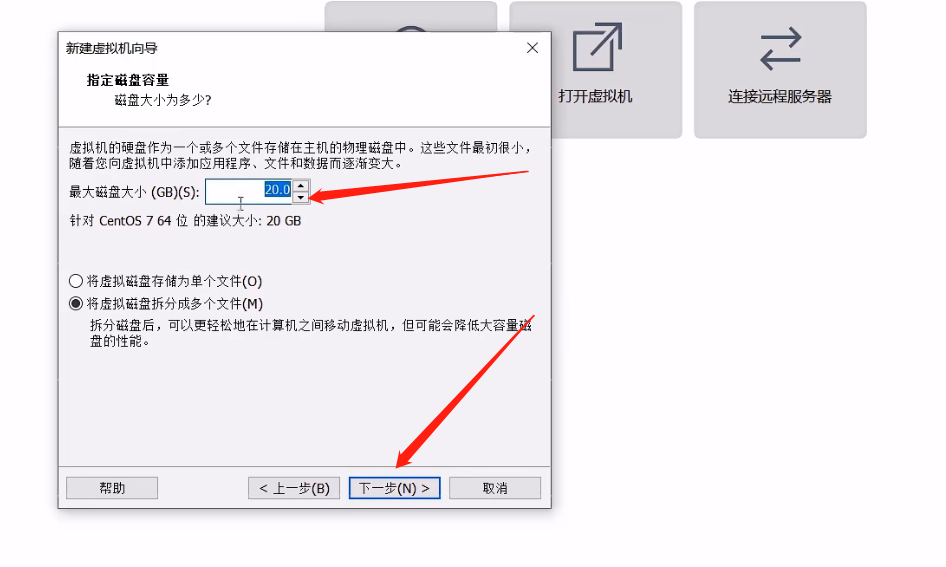 新建虚拟机向导
指定磁盘容量
磁盘大小为多少?
打开虚拟机
连接远程服务器
虚拟机的硬盘作为一个或多个文件存储在主机的物理磁盘中。这些文件最初很小，
随着您向虚拟机中添加应用程序、文件和数据而逐渐变大。
最大磁盘大小 (GB)(S): 20.0
针对 CentOS 7 64 位 的建议大小: 20 GB
将虚拟磁盘存储为单个文件(O)
将虚拟磁盘拆分成多个文件(M)
拆分磁盘后，可以更轻松地在计算机之间移动虚拟机，但可能会降低大容量磁
盘的性能。
帮助 < 上一步(B) 下一步(N) > 取消